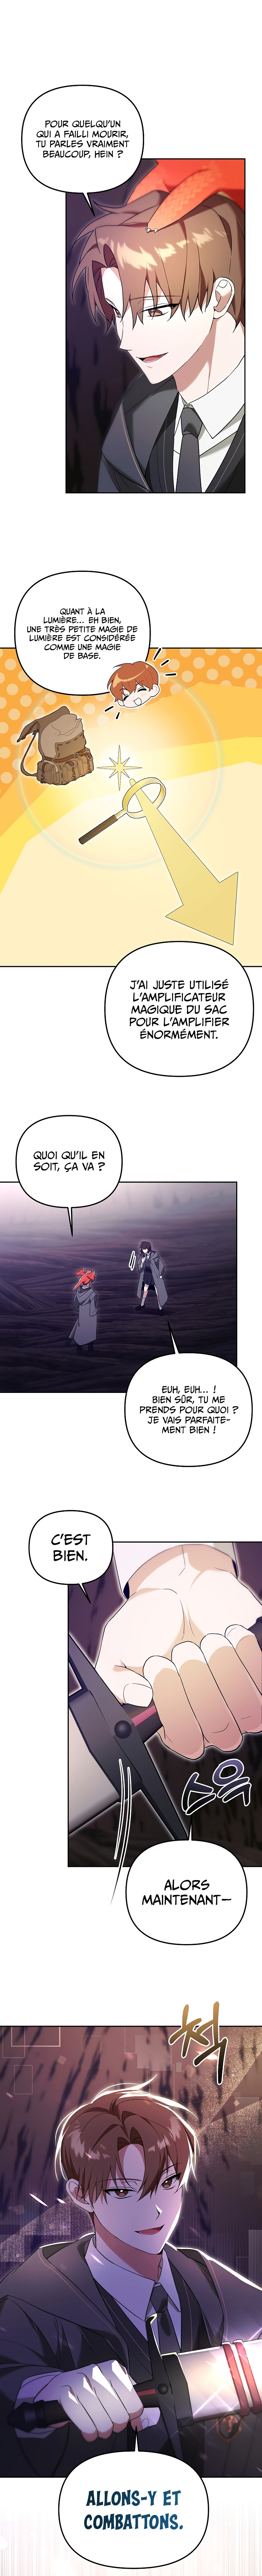 POUR QUELQU'UN
QUI A FAILLI MOURIR,
TU PARLES VRAIMENT
BEAUCOUP, HEIN ?
QUANT À LA
LUMIÈRE... EH BIEN,
UNE TRÈS PETITE MAGIE DE
LUMIÈRE EST CONSIDÉRÉE
COMME UNE MAGIE
DE BASE.
J'AI JUSTE UTILISÉ
L'AMPLIFICATEUR
MAGIQUE DU SAC
POUR L'AMPLIFIER
ÉNORMÉMENT.
QUOI QU'IL EN
SOIT, ÇA VA ?
EUH, EUH... !
BIEN SÛR, TU ME
PRENDS POUR QUOI ?
JE VAIS PARFAITE-
MENT BIEN !
C'EST
BIEN.
스윽
ALORS
MAINTENANT—
척
ALLONS-Y ET
COMBATTONS.